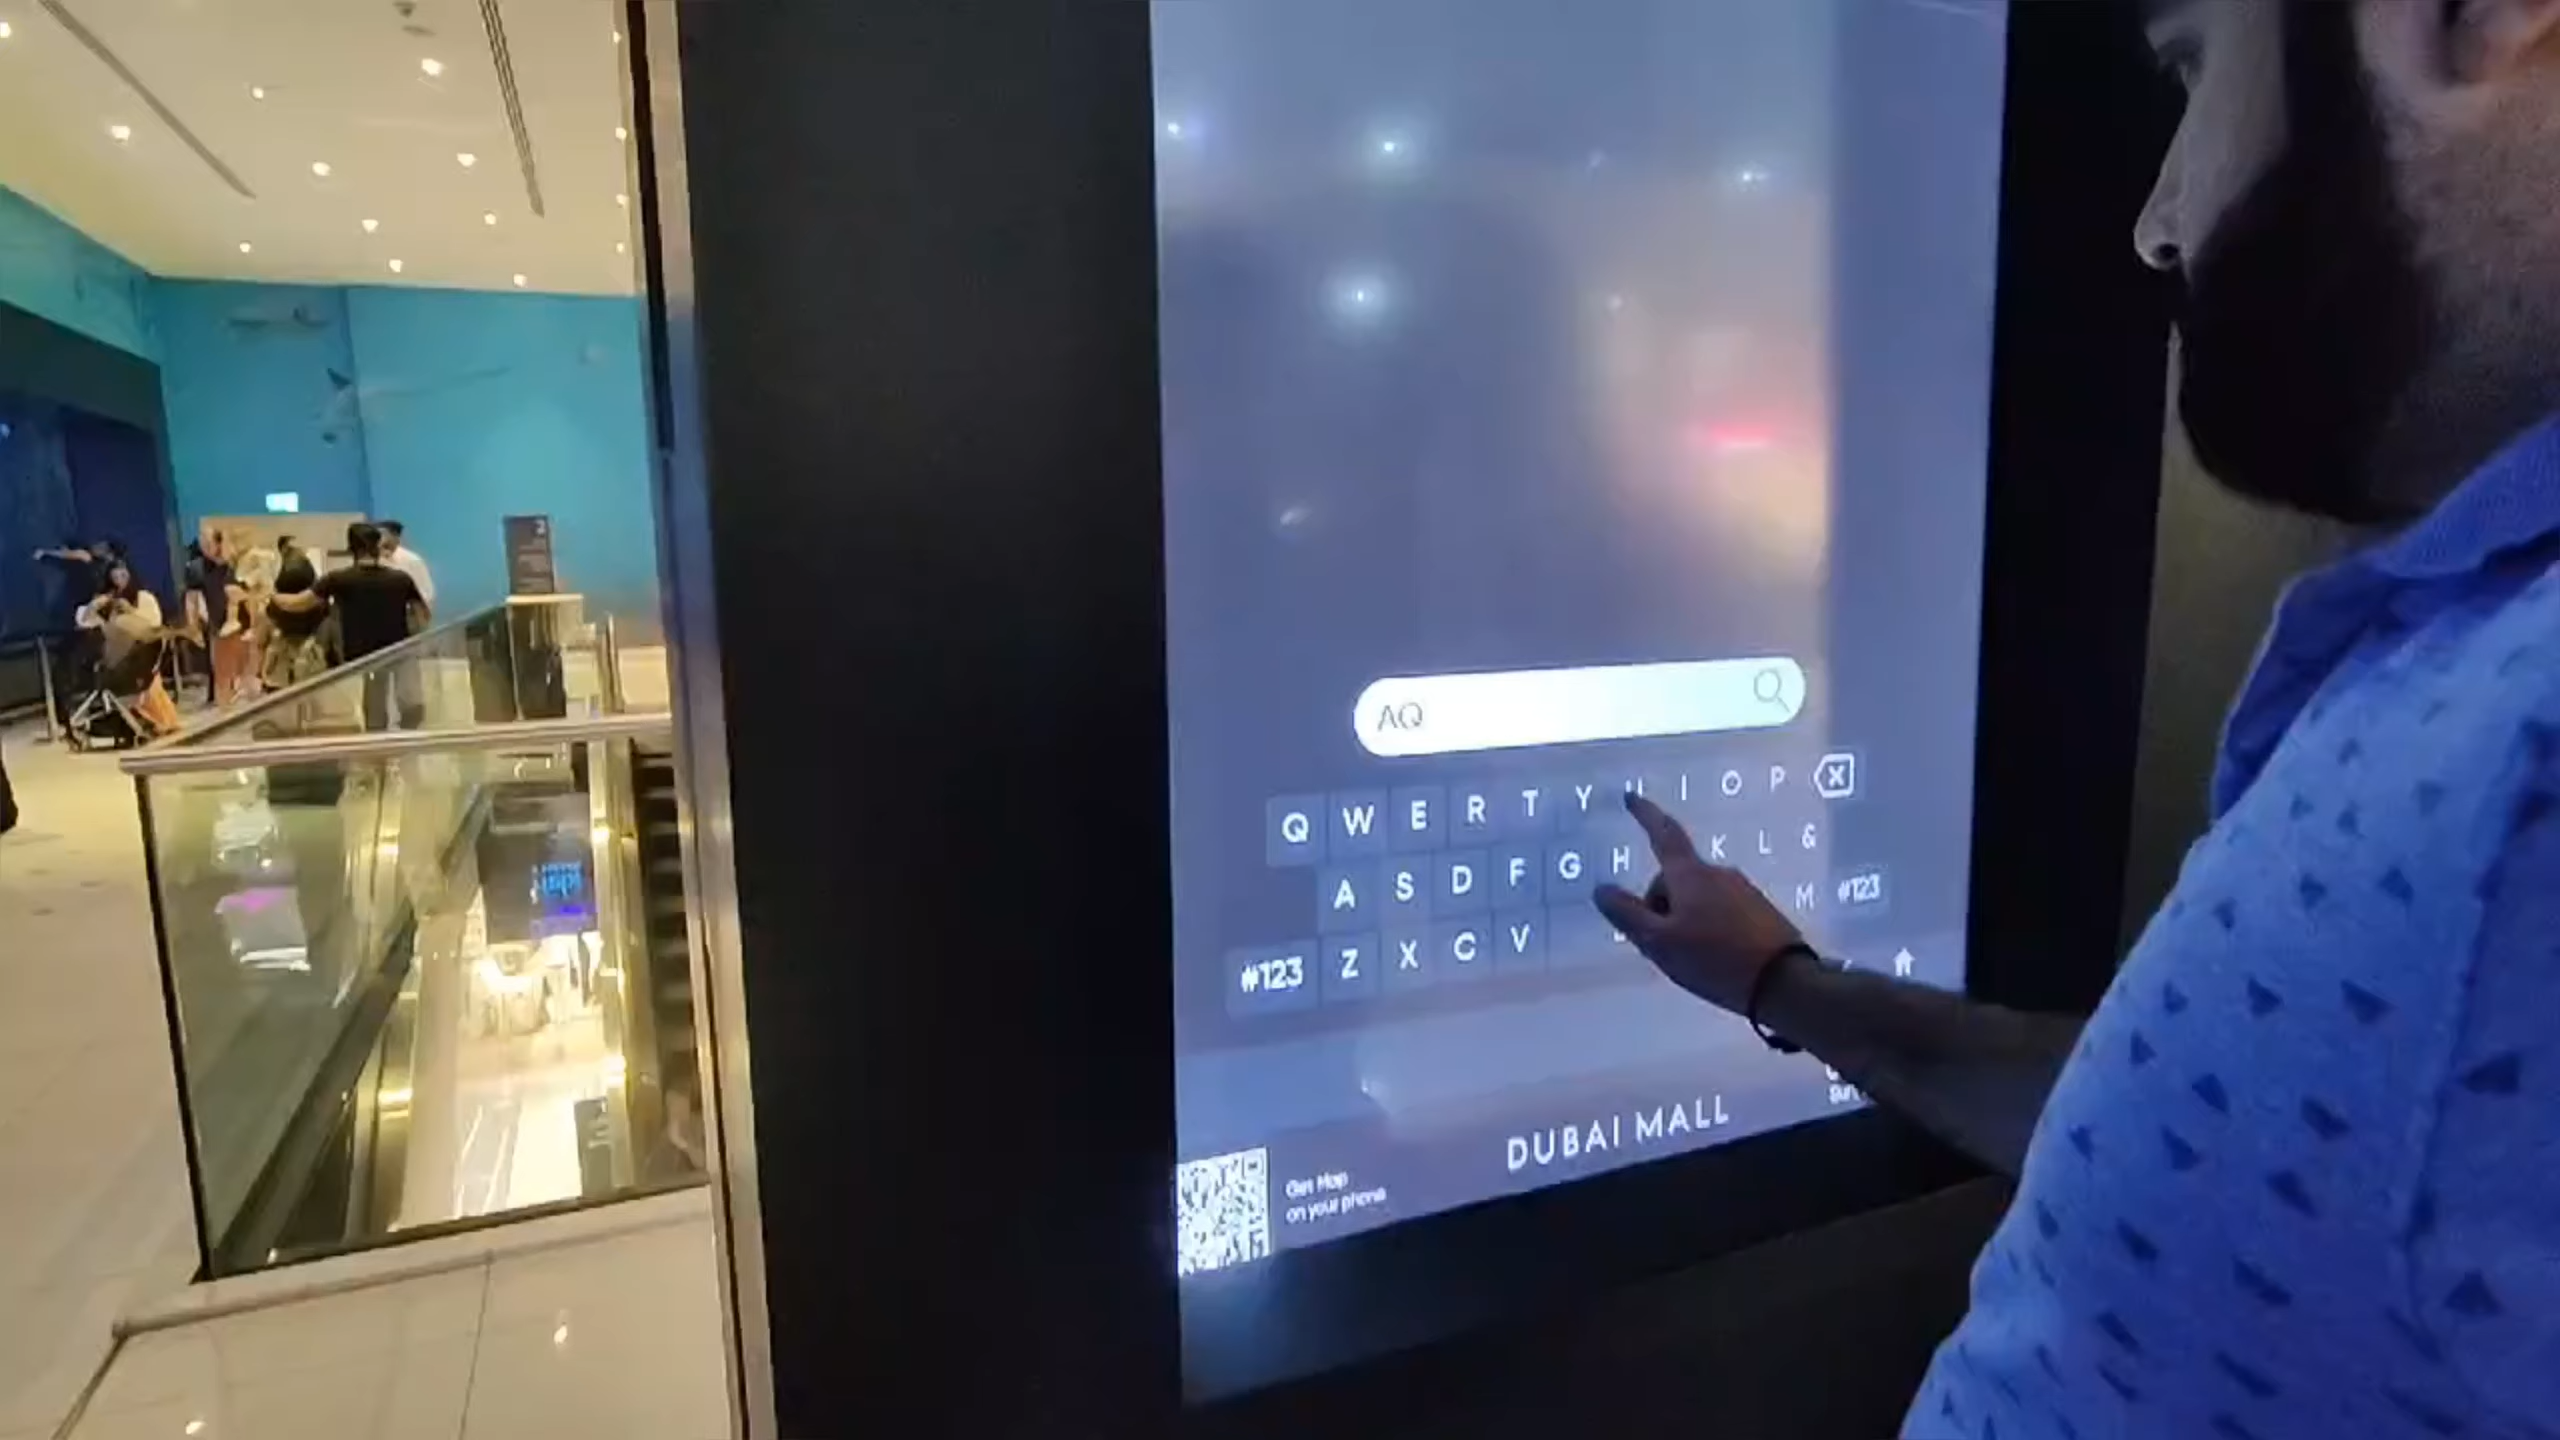 AQ
Q W E R T Y U I O P
A S D F G H K L &
#123 Z X C V M #123
DUBAI MALL
Get Map
on your phone